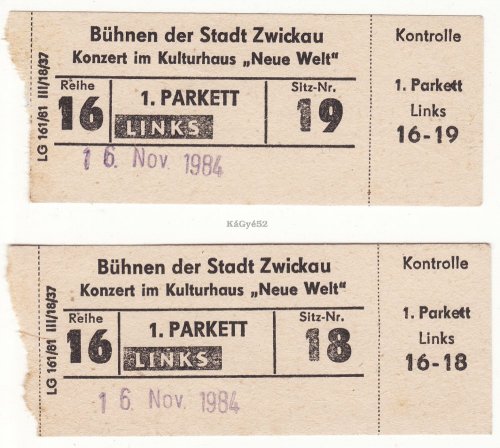 Bühnen der Stadt Zwickau
Konzert im Kulturhaus „Neue Welt"
LG 161/81 III/18/37
Reihe
16
1. PARKETT
LINKS
Sitz-Nr.
19
16. Nov. 1984
Kontrolle
1. Parkett
Links
16-19
KáGyé52
Bühnen der Stadt Zwickau
Konzert im Kulturhaus „Neue Welt"
LG 161/81 III/18/37
Reihe
16
1. PARKETT
LINKS
Sitz-Nr.
18
16. Nov. 1984
Kontrolle
1. Parkett
Links
16-18